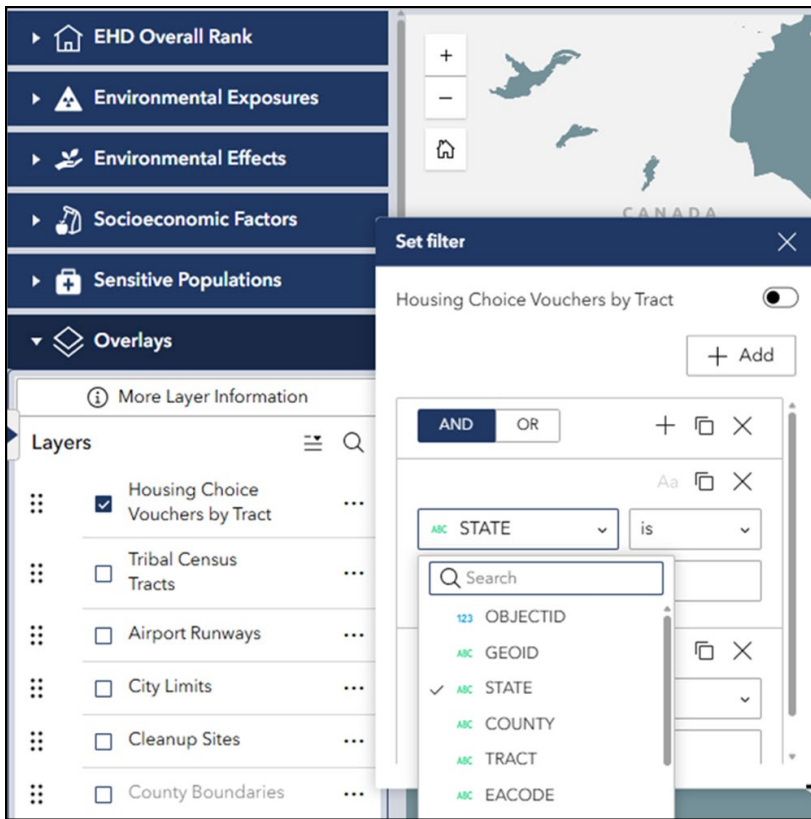 EHD Overall Rank
Environmental Exposures
Environmental Effects
Socioeconomic Factors
Sensitive Populations
Overlays
More Layer Information
Layers
Housing Choice
Vouchers by Tract
Tribal Census
Tracts
Airport Runways
City Limits
Cleanup Sites
County Boundaries
+
−
CANADA
Set filter
Housing Choice Vouchers by Tract
+ Add
AND OR
Aa
ABC STATE
is
Search
123 OBJECTID
ABC GEOID
ABC STATE
ABC COUNTY
ABC TRACT
ABC EACODE